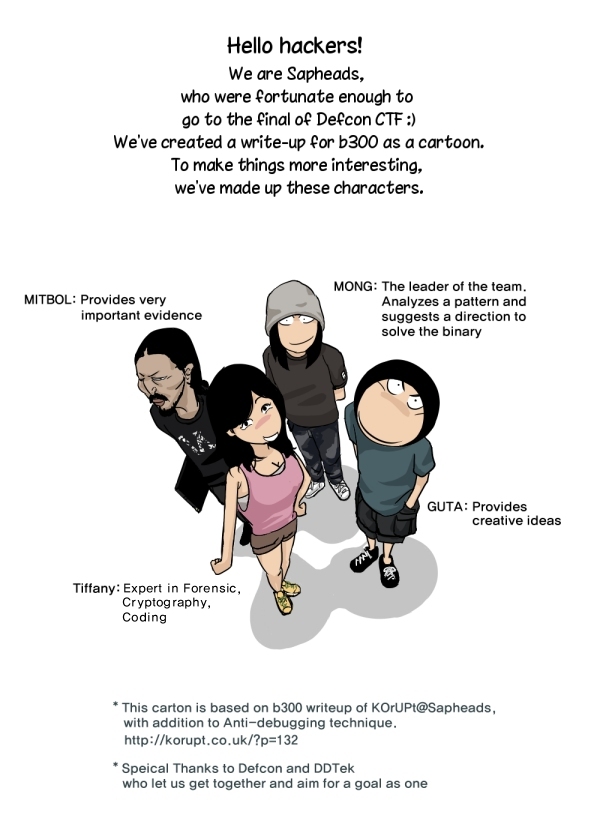 Hello hackers!
We are Sapheads,
who were fortunate enough to
go to the final of Defcon CTF :)
We've created a write-up for b300 as a cartoon.
To make things more interesting,
we've made up these characters.
MITBOL: Provides very
important evidence
MONG: The leader of the team.
Analyzes a pattern and
suggests a direction to
solve the binary
GUTA: Provides
creative ideas
Tiffany: Expert in Forensic,
Cryptography,
Coding
* This carton is based on b300 writeup of KOrUPt@Sapheads,
with addition to Anti-debugging technique.
http://korupt.co.uk/?p=132
* Speical Thanks to Defcon and DDTek
who let us get together and aim for a goal as one